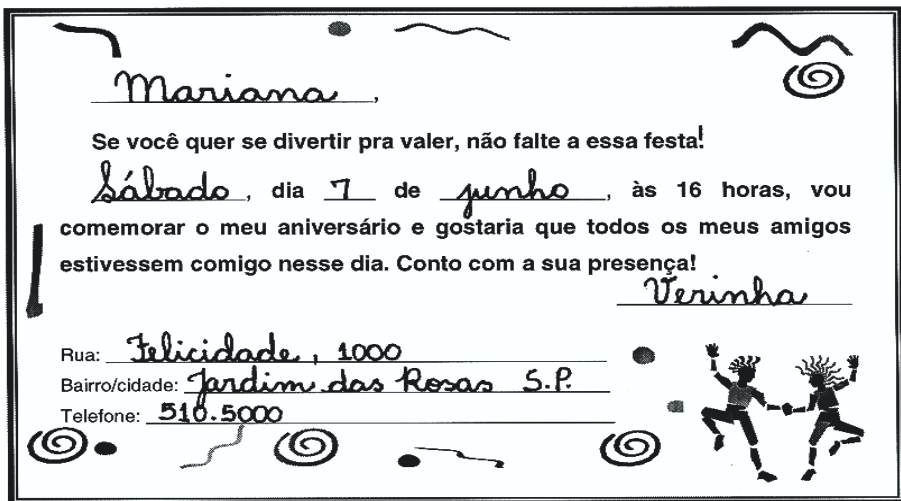 Mariana,
Se você quer se divertir pra valer, não falte a essa festa!
Sábado, dia 7 de junho, às 16 horas, vou
comemorar o meu aniversário e gostaria que todos os meus amigos
estivessem comigo nesse dia. Conto com a sua presença!
Verinha
Rua: Felicidade, 1000
Bairro/cidade: Jardim das Rosas S.P.
Telefone: 510.5000